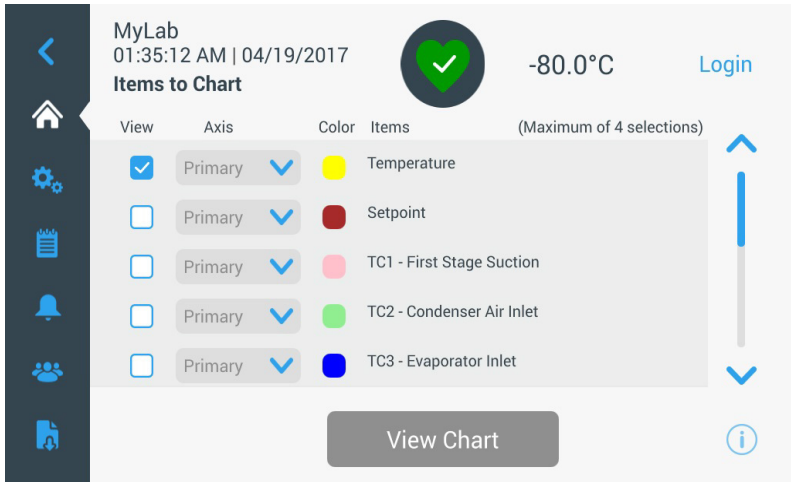 MyLab
01:35:12 AM | 04/19/2017
-80.0°C
Login
Items to Chart
View Axis Color Items (Maximum of 4 selections)
Primary Temperature
Primary Setpoint
Primary TC1 - First Stage Suction
Primary TC2 - Condenser Air Inlet
Primary TC3 - Evaporator Inlet
View Chart